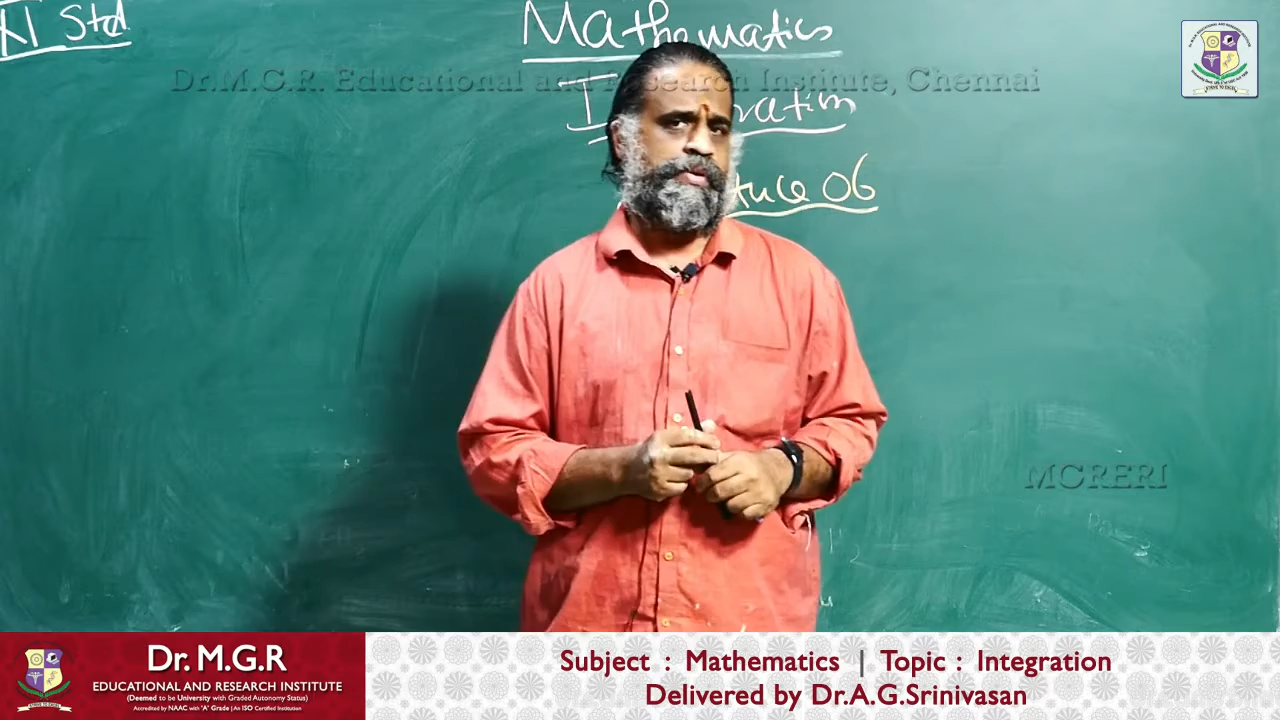 XI Std
Mathematics
Dr.M.G.R. Educational and Research Institute, Chennai
Integration
Lecture 06
MGRERI
Dr. M.G.R
EDUCATIONAL AND RESEARCH INSTITUTE
(Deemed to be University with Graded Autonomy Status)
Accredited by NAAC with 'A' Grade | An ISO Certified Institution
Subject : Mathematics | Topic : Integration
Delivered by Dr.A.G.Srinivasan